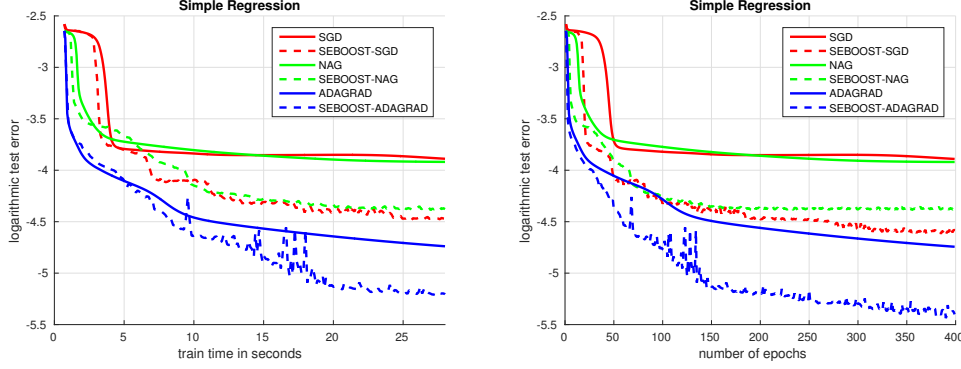 Simple Regression
-2.5
-3
-3.5
-4
-4.5
-5
-5.5
logarithmic test error
SGD
SEBOOST-SGD
NAG
SEBOOST-NAG
ADAGRAD
SEBOOST-ADAGRAD
0 5 10 15 20 25
train time in seconds
Simple Regression
-2.5
-3
-3.5
-4
-4.5
-5
-5.5
logarithmic test error
SGD
SEBOOST-SGD
NAG
SEBOOST-NAG
ADAGRAD
SEBOOST-ADAGRAD
0 50 100 150 200 250 300 350 400
number of epochs